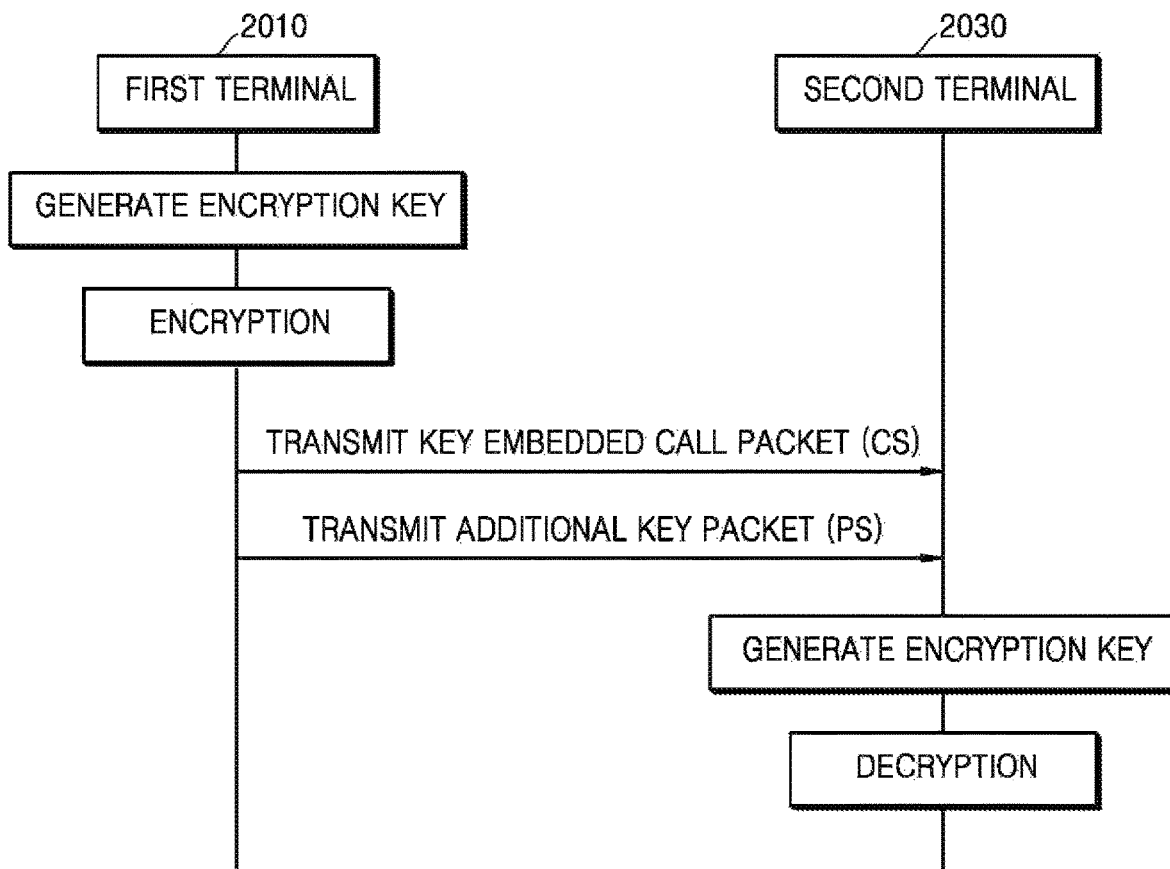 2010
2030
FIRST TERMINAL
SECOND TERMINAL
GENERATE ENCRYPTION KEY
ENCRYPTION
TRANSMIT KEY EMBEDDED CALL PACKET (CS)
TRANSMIT ADDITIONAL KEY PACKET (PS)
GENERATE ENCRYPTION KEY
DECRYPTION